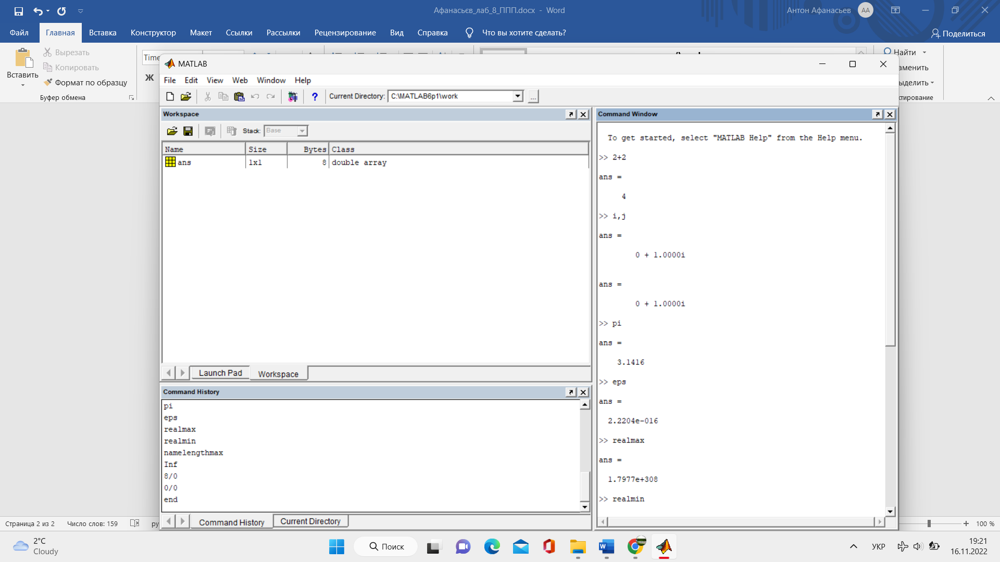 Афанасьєв_лаб_8_ППП.docx - Word
Антон Афанасьев
АА
Файл Главная Вставка Конструктор Макет Ссылки Рассылки Рецензирование Вид Справка Что вы хотите сделать? Поделиться
Вставить
Вырезать
Копировать
Формат по образцу
Буфер обмена
Time
Ж
Найти
аменить
ыделить
ктирование
MATLAB
File Edit View Web Window Help
Current Directory: C:\MATLAB6p1\work
...
Workspace
Stack: Base
Name Size Bytes Class
ans 1x1 8 double array
Launch Pad Workspace
Command History
pi
eps
realmax
realmin
namelengthmax
Inf
8/0
0/0
end
Command History Current Directory
Command Window
To get started, select "MATLAB Help" from the Help menu.
>> 2+2
ans =
4
>> i,j
ans =
0 + 1.0000i
ans =
0 + 1.0000i
>> pi
ans =
3.1416
>> eps
ans =
2.2204e-016
>> realmax
ans =
1.7977e+308
>> realmin
Страница 2 из 2 Число слов: 159 ру
100 %
2°C
Cloudy
Поиск
УКР
19:21
16.11.2022